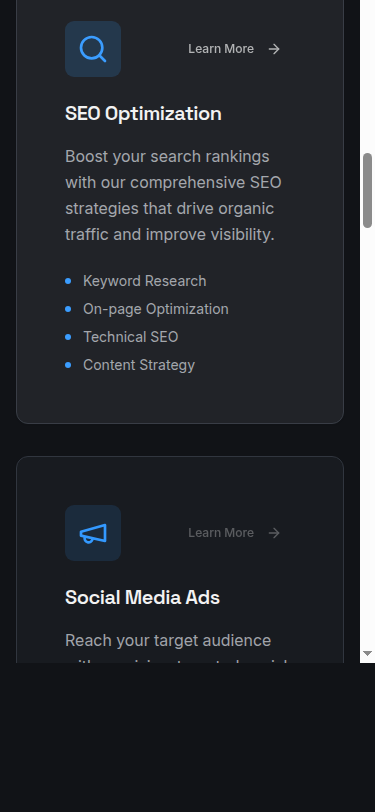 Learn More
SEO Optimization
Boost your search rankings
with our comprehensive SEO
strategies that drive organic
traffic and improve visibility.
Keyword Research
On-page Optimization
Technical SEO
Content Strategy
Learn More
Social Media Ads
Reach your target audience